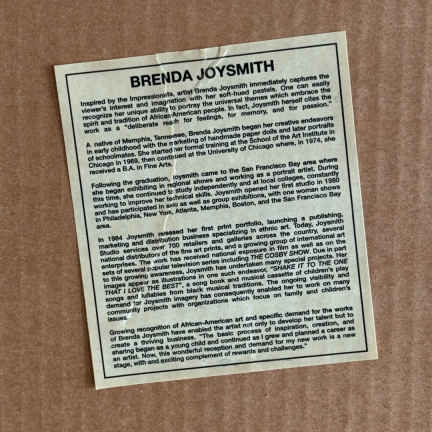 BRENDA JOYSMITH
Inspired by the Impressionists, artist Brenda Joysmith immediately captures the
viewer's interest and imagination with her soft-hued pastels. One can easily
recognize her unique ability to portray the universal themes which embrace the
spirit and tradition of African-American people. In fact, Joysmith herself cites the
work as a "deliberate reach for feelings, for memory, and for passion."
A native of Memphis, Tennessee, Brenda Joysmith began her creative endeavors
in early childhood with the marketing of handmade paper dolls and later portraits
of schoolmates. She started her formal training at the School of the Art Institute in
Chicago in 1969, then continued at the University of Chicago where, in 1974, she
received a B.A. in Fine Arts.
Following the graduation, Joysmith came to the San Francisco Bay area where
she began exhibiting in regional shows and working as a portrait artist. During
this time, she continued to study independently and at local colleges, constantly
working to improve her technical skills. Joysmith opened her first studio in 1980
and has participated in solo as well as group exhibitions, with one woman shows
in Philadelphia, New York, Atlanta, Memphis, Boston, and the San Francisco Bay
area.
In 1984 Joysmith released her first print portfolio, launching a publishing,
marketing and distribution business specializing in ethnic art. Today, Joysmith
Studio services over 700 retailers and galleries across the country, several
national distributors of the fine art prints, and a growing group of international art
enterprises. The work has received national exposure in film as well as on the
sets of several popular television series including THE COSBY SHOW. Due in part
to this growing awareness, Joysmith has undertaken many special projects. Her
images appear as illustrations in one such endeavor, "SHAKE IT TO THE ONE
THAT I LOVE THE BEST", a song book and musical cassette of children's play
songs and lullabies from black musical traditions. The ongoing visibility and
demand for Joysmith imagery has consequently enabled her to work on many
community projects with organizations which focus on family and children's
issues.
Growing recognition of African-American art and specific demand for the works
of Brenda Joysmith have enabled the artist not only to develop her talent but to
create a thriving business. "The basic process of inspiration, creation, and
sharing began as a young child and continued as I grew and planned a career as
an artist. Now, this wonderful reception and demand for my work is a new
stage, with and exciting complement of rewards and challenges."